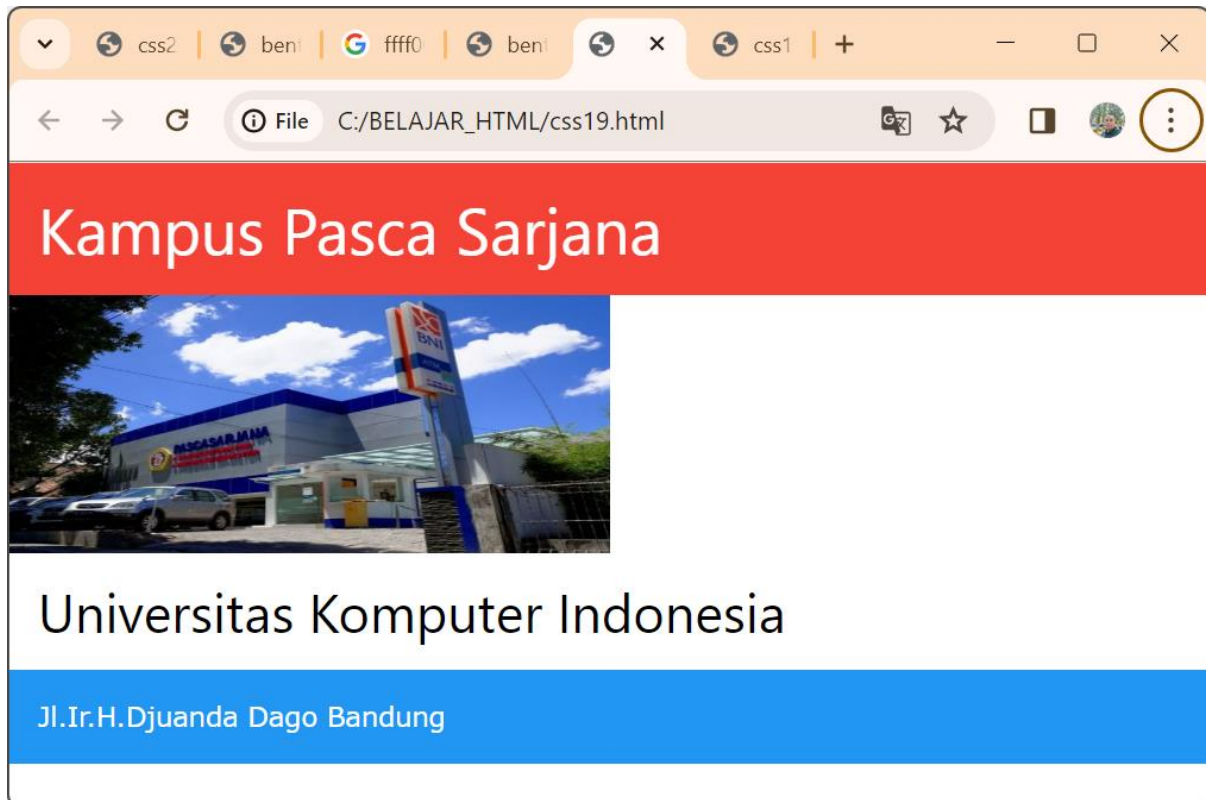 css2 ben ffff0 ben css1
File C:/BELAJAR_HTML/css19.html
Kampus Pasca Sarjana
BNI
PASCASARJANA
Universitas Komputer Indonesia
Jl.Ir.H.Djuanda Dago Bandung